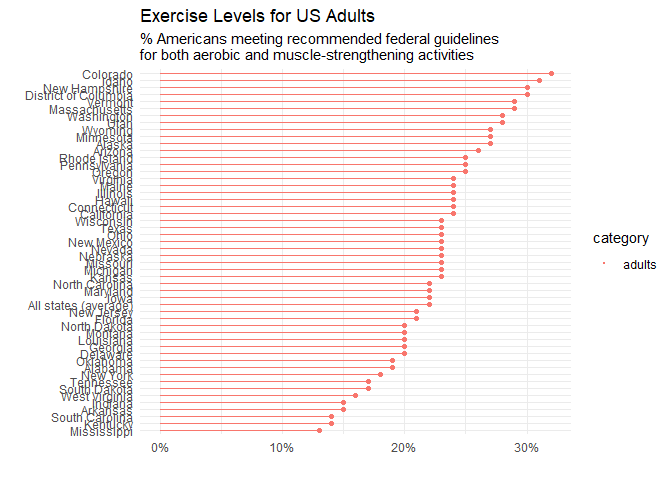 Exercise Levels for US Adults
% Americans meeting recommended federal guidelines
for both aerobic and muscle-strengthening activities
Colorado
Idaho
New Hampshire
District of Columbia
Vermont
Massachusetts
Washington
Utah
Wyoming
Minnesota
Alaska
Arizona
Rhode Island
Pennsylvania
Oregon
Virginia
Maine
Illinois
Hawaii
Connecticut
California
Wisconsin
Texas
Ohio
New Mexico
Nevada
Nebraska
Missouri
Michigan
Kansas
North Carolina
Maryland
Iowa
All states (average)
New Jersey
Florida
North Dakota
Montana
Louisiana
Georgia
Delaware
Oklahoma
Alabama
New York
Tennessee
South Dakota
West Virginia
Indiana
Arkansas
South Carolina
Kentucky
Mississippi
0% 10% 20% 30%
category
adults